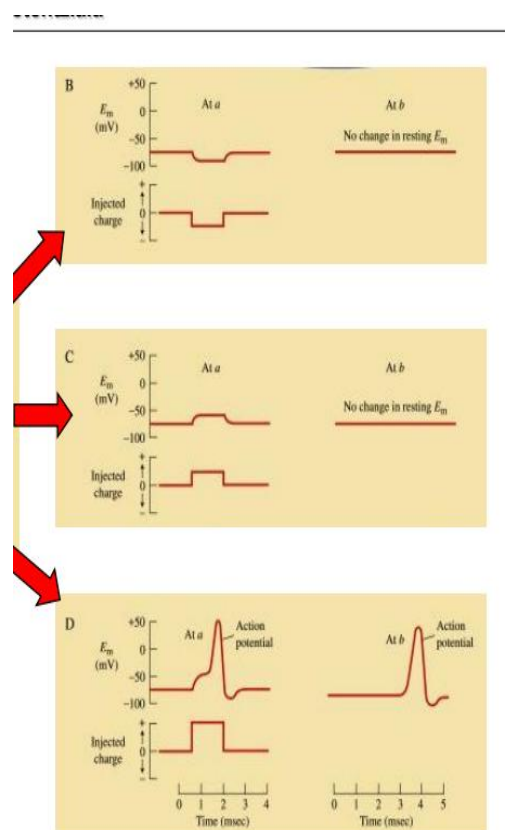 B
+50
0
−50
−100
Em
(mV)
At a
At b
No change in resting Em
Injected
charge
+
0
−
C
+50
0
−50
−100
Em
(mV)
At a
At b
No change in resting Em
Injected
charge
+
0
−
D
+50
0
−50
−100
Em
(mV)
At a
Action
potential
At b
Action
potential
Injected
charge
+
0
−
0 1 2 3 4
Time (msec)
0 1 2 3 4 5
Time (msec)